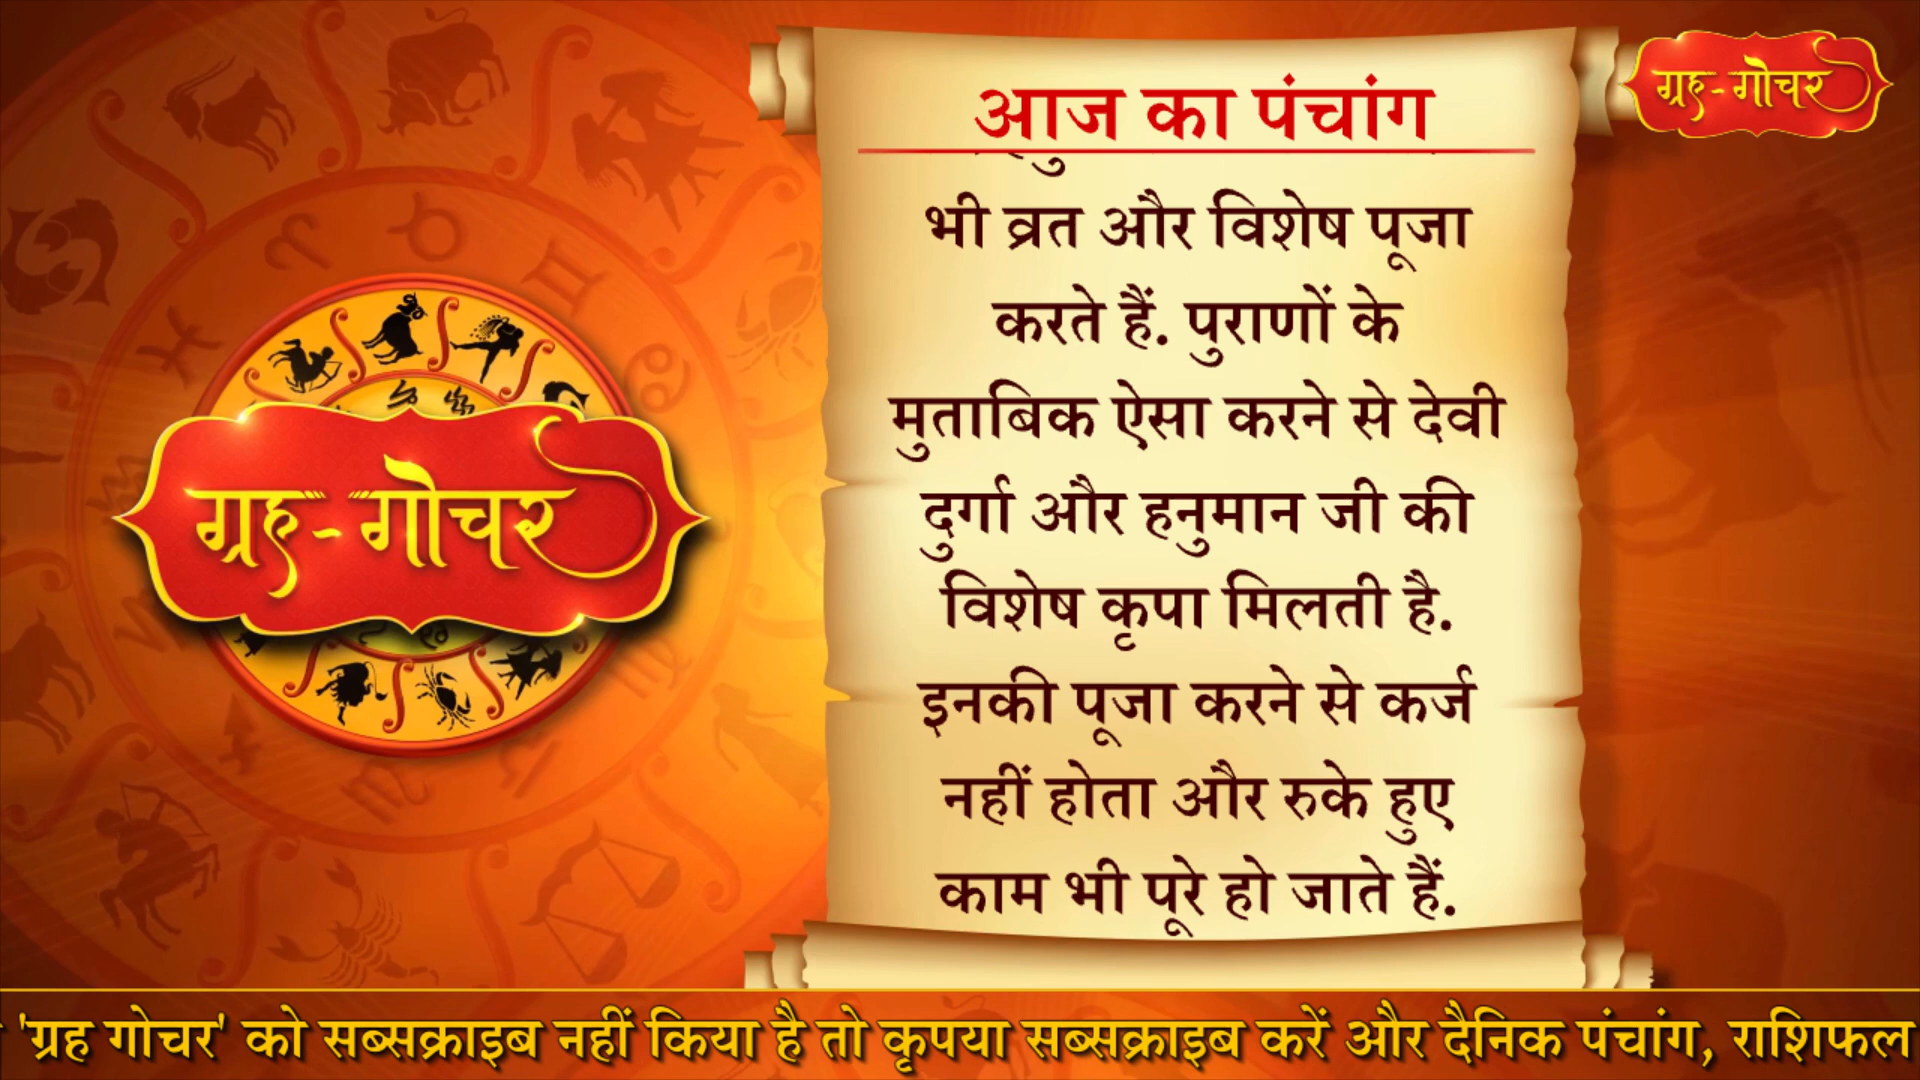 आज का पंचांग
भी व्रत और विशेष पूजा
करते हैं. पुराणों के
मुताबिक ऐसा करने से देवी
दुर्गा और हनुमान जी की
विशेष कृपा मिलती है.
इनकी पूजा करने से कर्ज
नहीं होता और रुके हुए
काम भी पूरे हो जाते हैं.
ग्रह-गोचर
ग्रह-गोचर
'ग्रह गोचर' को सब्सक्राइब नहीं किया है तो कृपया सब्सक्राइब करें और दैनिक पंचांग, राशिफल